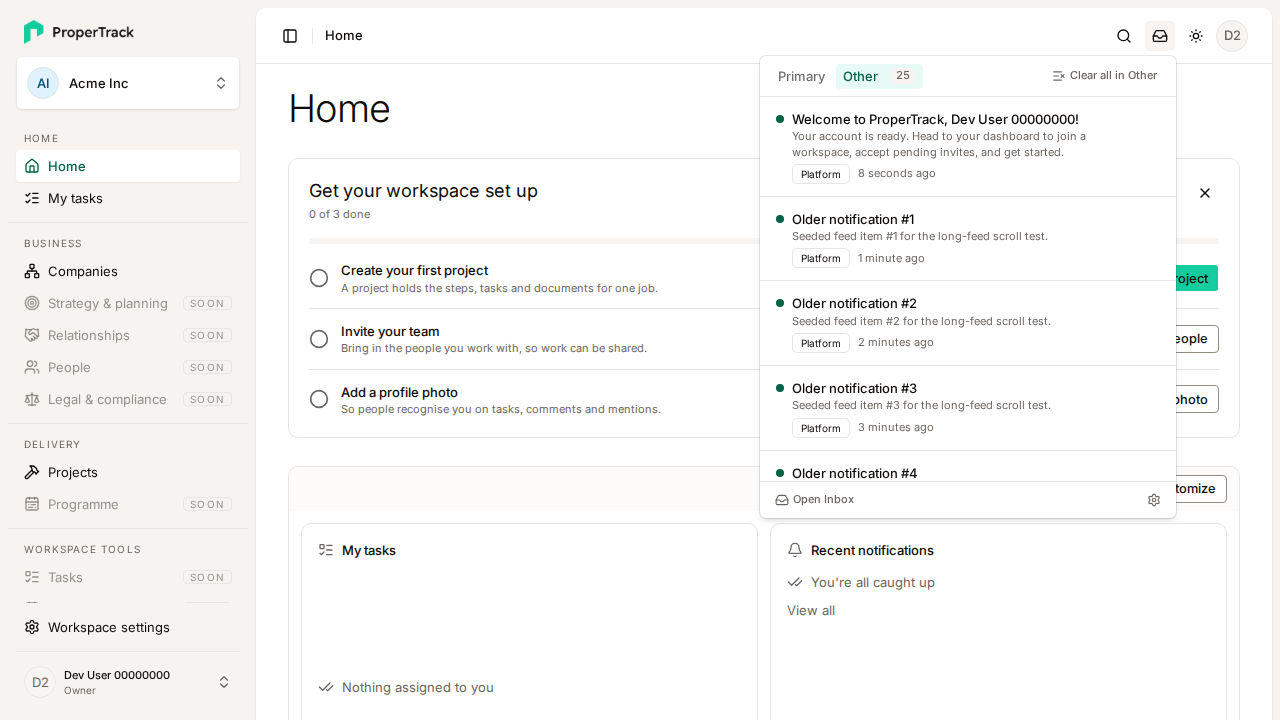 ProperTrack
AI Acme Inc
HOME
Home
My tasks
BUSINESS
Companies
Strategy & planning SOON
Relationships SOON
People SOON
Legal & compliance SOON
DELIVERY
Projects
Programme SOON
WORKSPACE TOOLS
Tasks SOON
Workspace settings
D2 Dev User 00000000
Owner
Home
D2
Home
Get your workspace set up
0 of 3 done
Create your first project
A project holds the steps, tasks and documents for one job.
Invite your team
Bring in the people you work with, so work can be shared.
Add a profile photo
So people recognise you on tasks, comments and mentions.
Primary Other 25 Clear all in Other
Welcome to ProperTrack, Dev User 00000000!
Your account is ready. Head to your dashboard to join a
workspace, accept pending invites, and get started.
Platform 8 seconds ago
Older notification #1
Seeded feed item #1 for the long-feed scroll test.
Platform 1 minute ago
Older notification #2
Seeded feed item #2 for the long-feed scroll test.
Platform 2 minutes ago
Older notification #3
Seeded feed item #3 for the long-feed scroll test.
Platform 3 minutes ago
Older notification #4
Open Inbox
My tasks
Nothing assigned to you
Recent notifications
You're all caught up
View all
photo